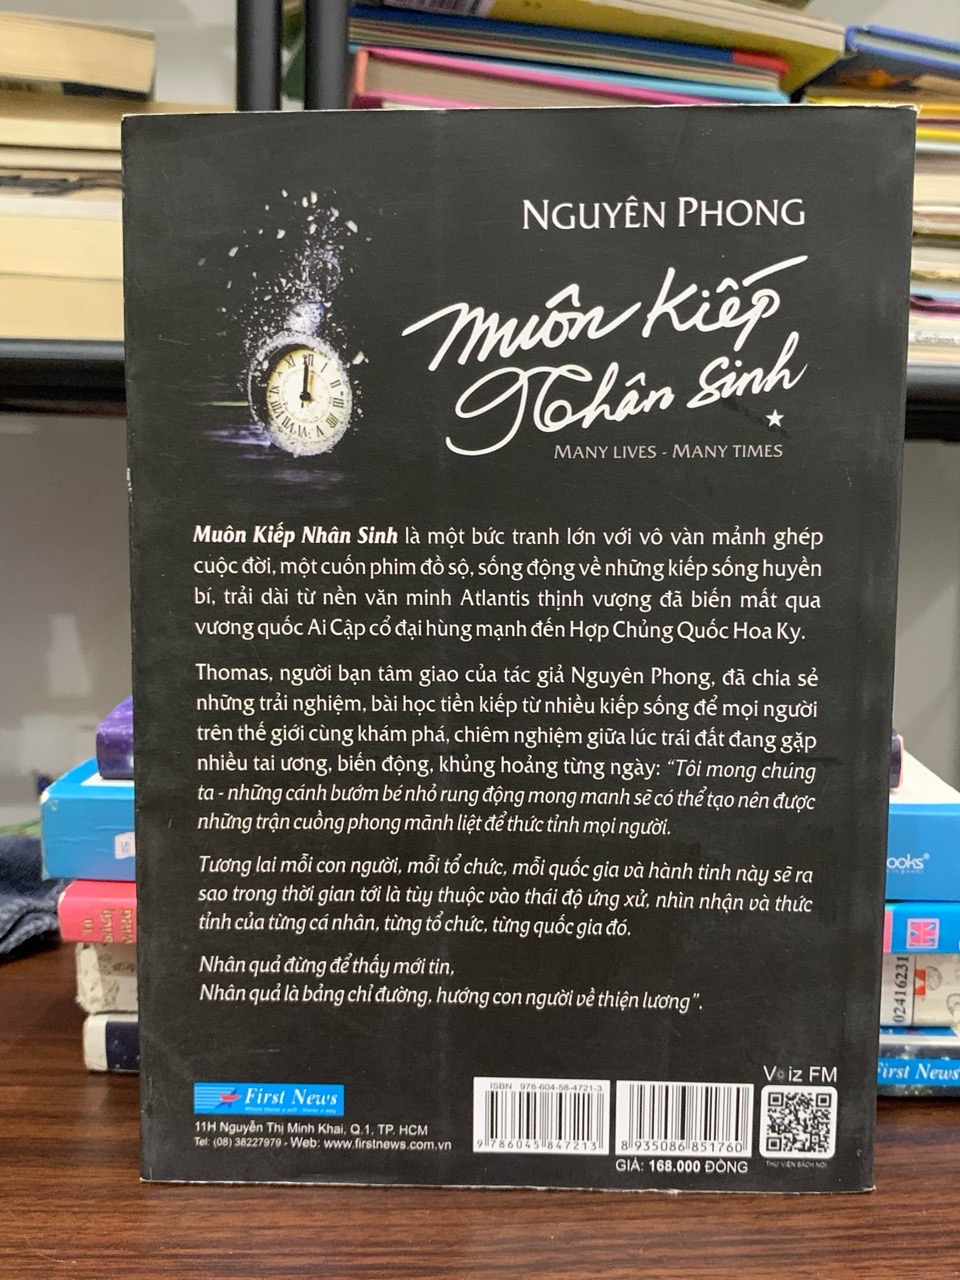 NGUYÊN PHONG
Muôn Kiếp
Nhân Sinh
MANY LIVES - MANY TIMES
Muôn Kiếp Nhân Sinh là một bức tranh lớn với vô vàn mảnh ghép
cuộc đời, một cuốn phim đồ sộ, sống động về những kiếp sống huyền
bí, trải dài từ nền văn minh Atlantis thịnh vượng đã biến mất qua
vương quốc Ai Cập cổ đại hùng mạnh đến Hợp Chủng Quốc Hoa Kỳ.
Thomas, người bạn tâm giao của tác giả Nguyên Phong, đã chia sẻ
những trải nghiệm, bài học tiền kiếp từ nhiều kiếp sống để mọi người
trên thế giới cùng khám phá, chiêm nghiệm giữa lúc trái đất đang gặp
nhiều tai ương, biến động, khủng hoảng từng ngày: “Tôi mong chúng
ta - những cánh bướm bé nhỏ rung động mong manh sẽ có thể tạo nên được
những trận cuồng phong mãnh liệt để thức tỉnh mọi người.
Tương lai mỗi con người, mỗi tổ chức, mỗi quốc gia và hành tinh này sẽ ra
sao trong thời gian tới là tùy thuộc vào thái độ ứng xử, nhìn nhận và thức
tỉnh của từng cá nhân, từng tổ chức, từng quốc gia đó.
Nhân quả đừng để thấy mới tin,
Nhân quả là bảng chỉ đường, hướng con người về thiện lương”.
First News
11H Nguyễn Thị Minh Khai, Q.1, TP. HCM
Tel: (08) 38227979 - Web: www.firstnews.com.vn
ISBN 978-604-58-4721-3
9 786045 847213
8 935086 851760
GIÁ: 168.000 ĐỒNG
Voiz FM
THƯ VIỆN SÁCH NÓI
ooks
02416231
First News